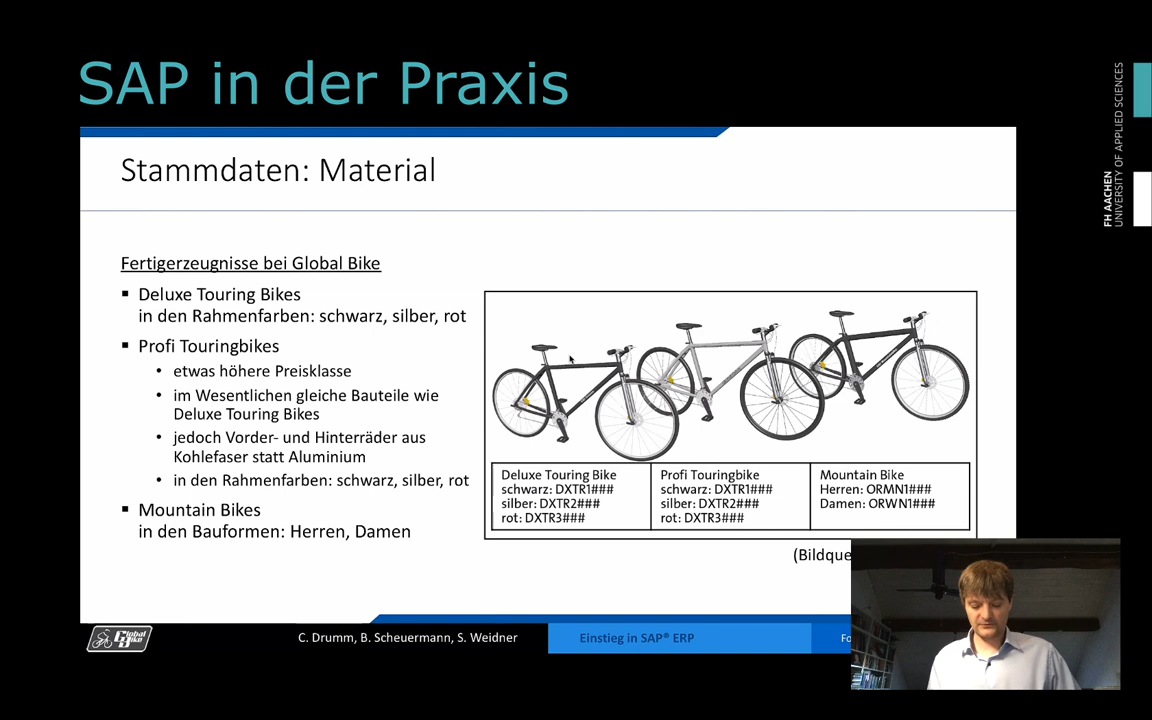 SAP in der Praxis
FH AACHEN
UNIVERSITY OF APPLIED SCIENCES
Stammdaten: Material
Fertigerzeugnisse bei Global Bike
▪ Deluxe Touring Bikes
in den Rahmenfarben: schwarz, silber, rot
▪ Profi Touringbikes
• etwas höhere Preisklasse
• im Wesentlichen gleiche Bauteile wie
Deluxe Touring Bikes
• jedoch Vorder- und Hinterräder aus
Kohlefaser statt Aluminium
• in den Rahmenfarben: schwarz, silber, rot
▪ Mountain Bikes
in den Bauformen: Herren, Damen
Deluxe Touring Bike
schwarz: DXTR1###
silber: DXTR2###
rot: DXTR3###
Profi Touringbike
schwarz: DXTR1###
silber: DXTR2###
rot: DXTR3###
Mountain Bike
Herren: ORMN1###
Damen: ORWN1###
(Bildque
Global Bike
C. Drumm, B. Scheuermann, S. Weidner
Einstieg in SAP® ERP
Fo